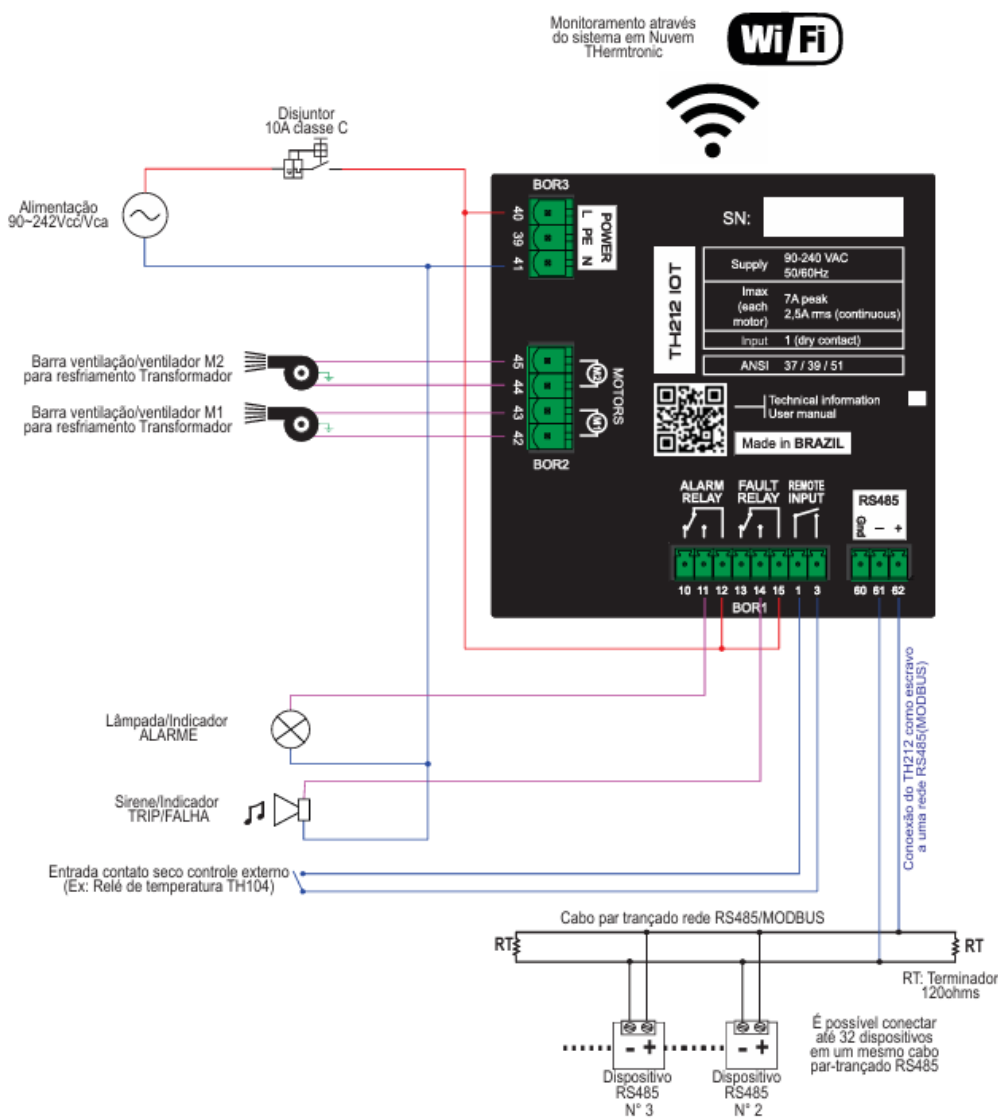 Monitoramento através
do sistema em Nuvem
THermtronic
Wi Fi
Disjuntor
10A classe C
Alimentação
90~242Vcc/Vca
BOR3
40
39
41
POWER
L PE N
SN:
TH212 IOT
Supply 90-240 VAC
50/60Hz
Imax
(each
motor)
7A peak
2,5A rms (continuous)
Input 1 (dry contact)
ANSI 37 / 39 / 51
Barra ventilação/ventilador M2
para resfriamento Transformador
Barra ventilação/ventilador M1
para resfriamento Transformador
45
44
43
42
M2
M1
MOTORS
BOR2
Technical information
User manual
Made in BRAZIL
ALARM
RELAY
FAULT
RELAY
REMOTE
INPUT
RS485
Gnd − +
10 11 12 13 14 15 1 3
60 61 62
BOR1
Conoexão do TH212 como escravo
a uma rede RS485(MODBUS)
Lâmpada/Indicador
ALARME
Sirene/Indicador
TRIP/FALHA
Entrada contato seco controle externo
(Ex: Relé de temperatura TH104)
Cabo par trançado rede RS485/MODBUS
RT
RT
RT: Terminador
120ohms
É possível conectar
até 32 dispositivos
em um mesmo cabo
par-trançado RS485
- +
- +
Dispositivo
RS485
N° 3
Dispositivo
RS485
N° 2